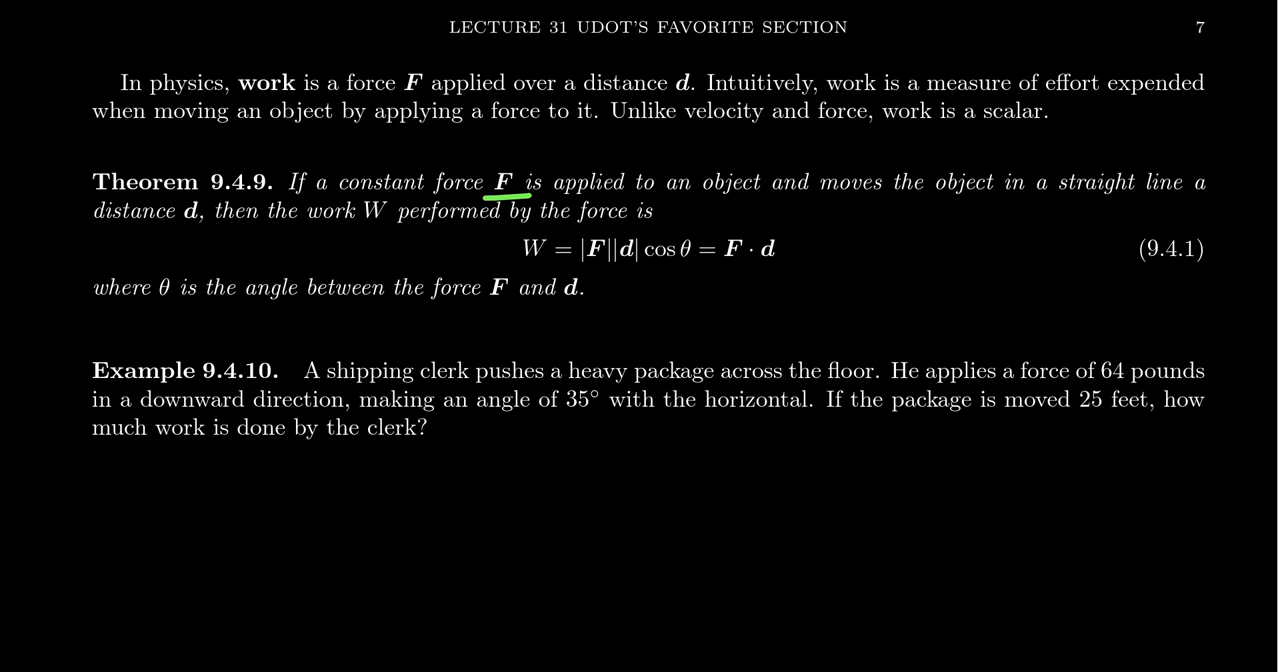 LECTURE 31 UDOT'S FAVORITE SECTION 7
In physics, work is a force F applied over a distance d. Intuitively, work is a measure of effort expended
when moving an object by applying a force to it. Unlike velocity and force, work is a scalar.
Theorem 9.4.9. If a constant force F is applied to an object and moves the object in a straight line a
distance d, then the work W performed by the force is
W = |F||d| cos θ = F · d (9.4.1)
where θ is the angle between the force F and d.
Example 9.4.10. A shipping clerk pushes a heavy package across the floor. He applies a force of 64 pounds
in a downward direction, making an angle of 35° with the horizontal. If the package is moved 25 feet, how
much work is done by the clerk?